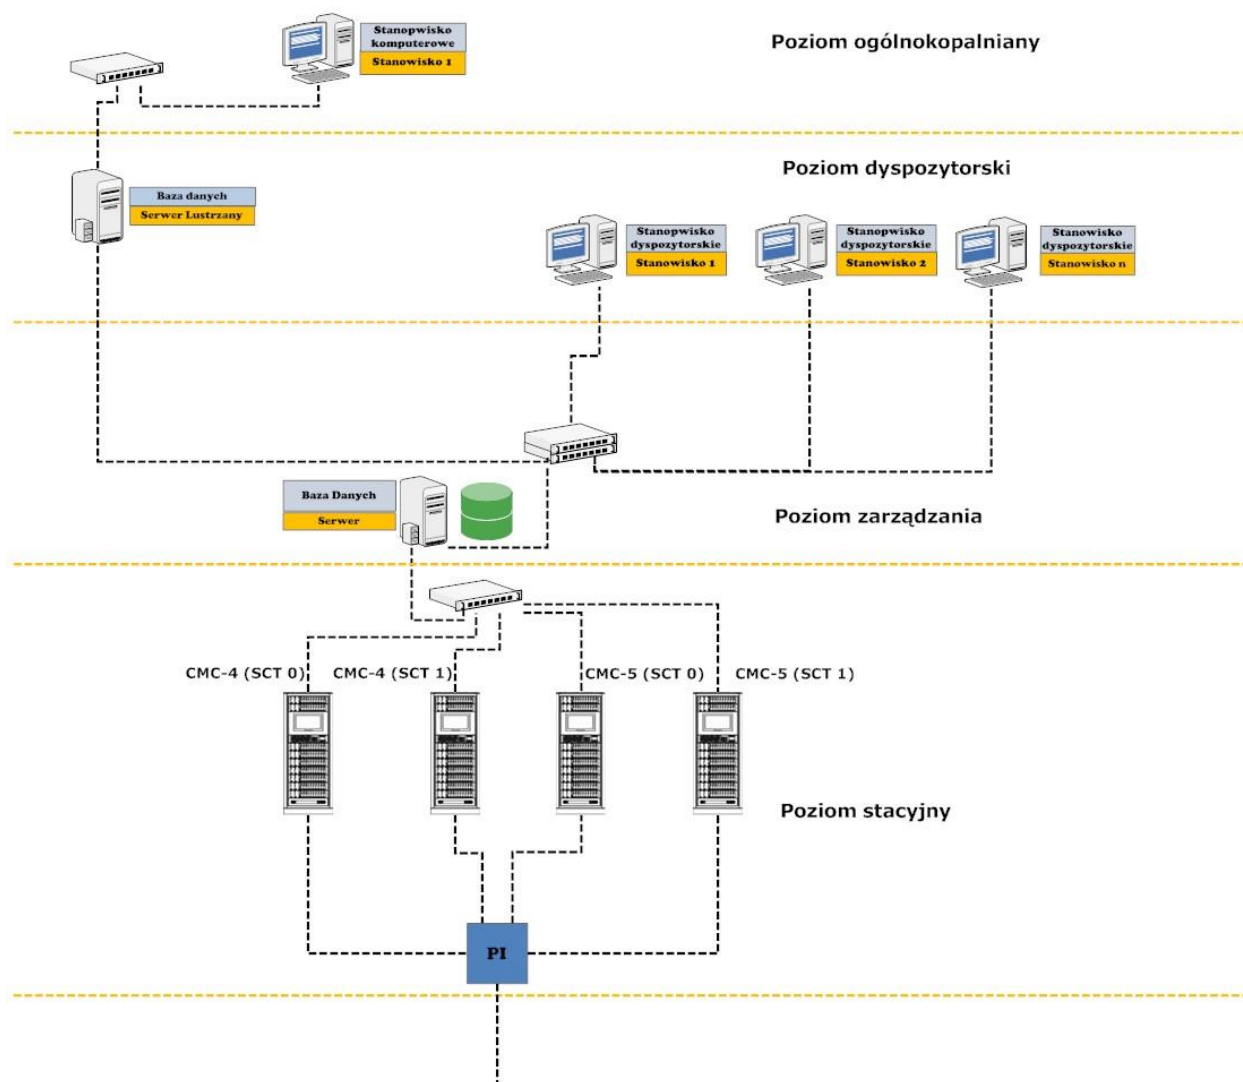 Stanopwisko
komputerowe
Stanowisko 1
Poziom ogólnokopalniany
Poziom dyspozytorski
Baza danych
Serwer Lustrzany
Stanopwisko
dyspozytorskie
Stanowisko 1
Stanopwisko
dyspozytorskie
Stanowisko 2
Stanowisko
dyspozytorskie
Stanowisko n
Baza Danych
Serwer
Poziom zarządzania
CMC-4 (SCT 0)
CMC-4 (SCT 1)
CMC-5 (SCT 0)
CMC-5 (SCT 1)
Poziom stacyjny
PI